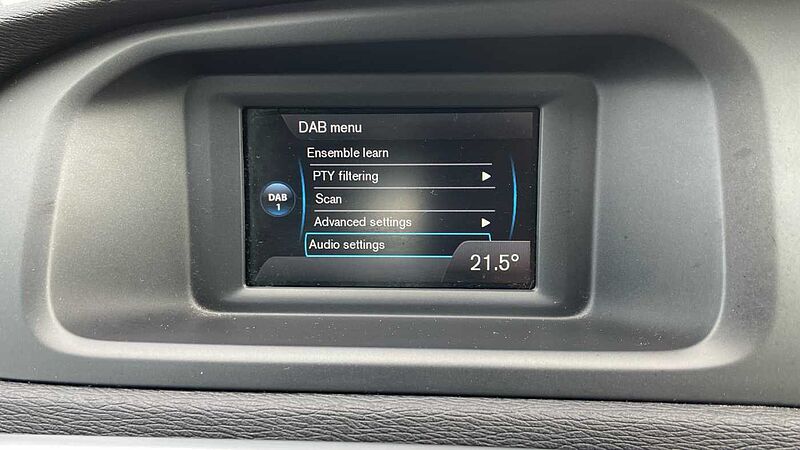 DAB menu
Ensemble learn
PTY filtering
DAB
1
Scan
Advanced settings
Audio settings
21.5°